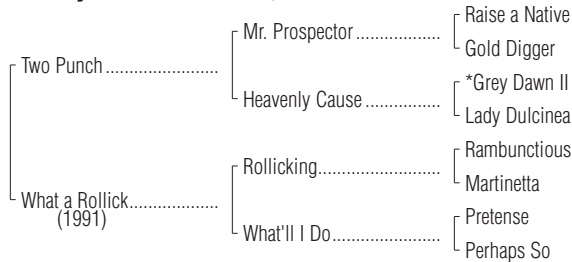 Raise a Native
Mr. Prospector....................
Gold Digger
Two Punch.........................
*Grey Dawn II
Heavenly Cause..................
Lady Dulcinea
Rambunctious
Rollicking............................
Martinetta
What a Rollick....................
(1991)
Pretense
What'll I Do.........................
Perhaps So